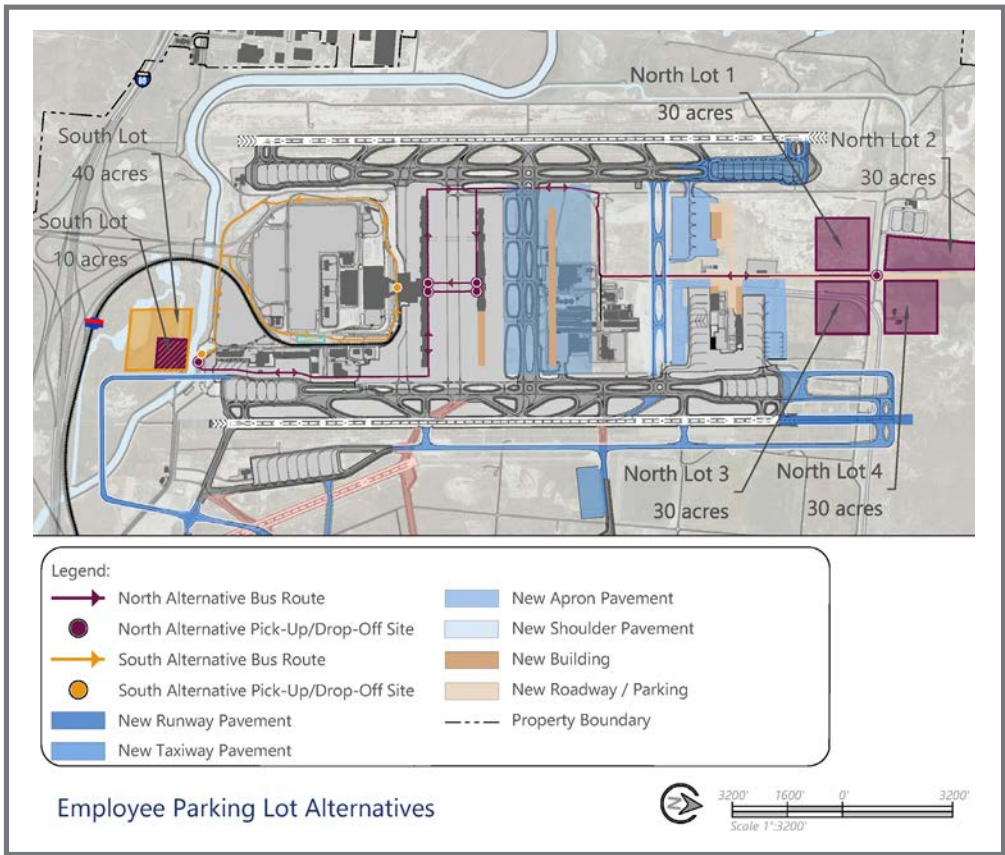 North Lot 1
30 acres
North Lot 2
30 acres
South Lot
40 acres
South Lot
10 acres
North Lot 3
30 acres
North Lot 4
30 acres
Legend:
North Alternative Bus Route
North Alternative Pick-Up/Drop-Off Site
South Alternative Bus Route
South Alternative Pick-Up/Drop-Off Site
New Runway Pavement
New Taxiway Pavement
New Apron Pavement
New Shoulder Pavement
New Building
New Roadway / Parking
Property Boundary
Employee Parking Lot Alternatives
N
3200' 1600' 0' 3200'
Scale 1":3200'